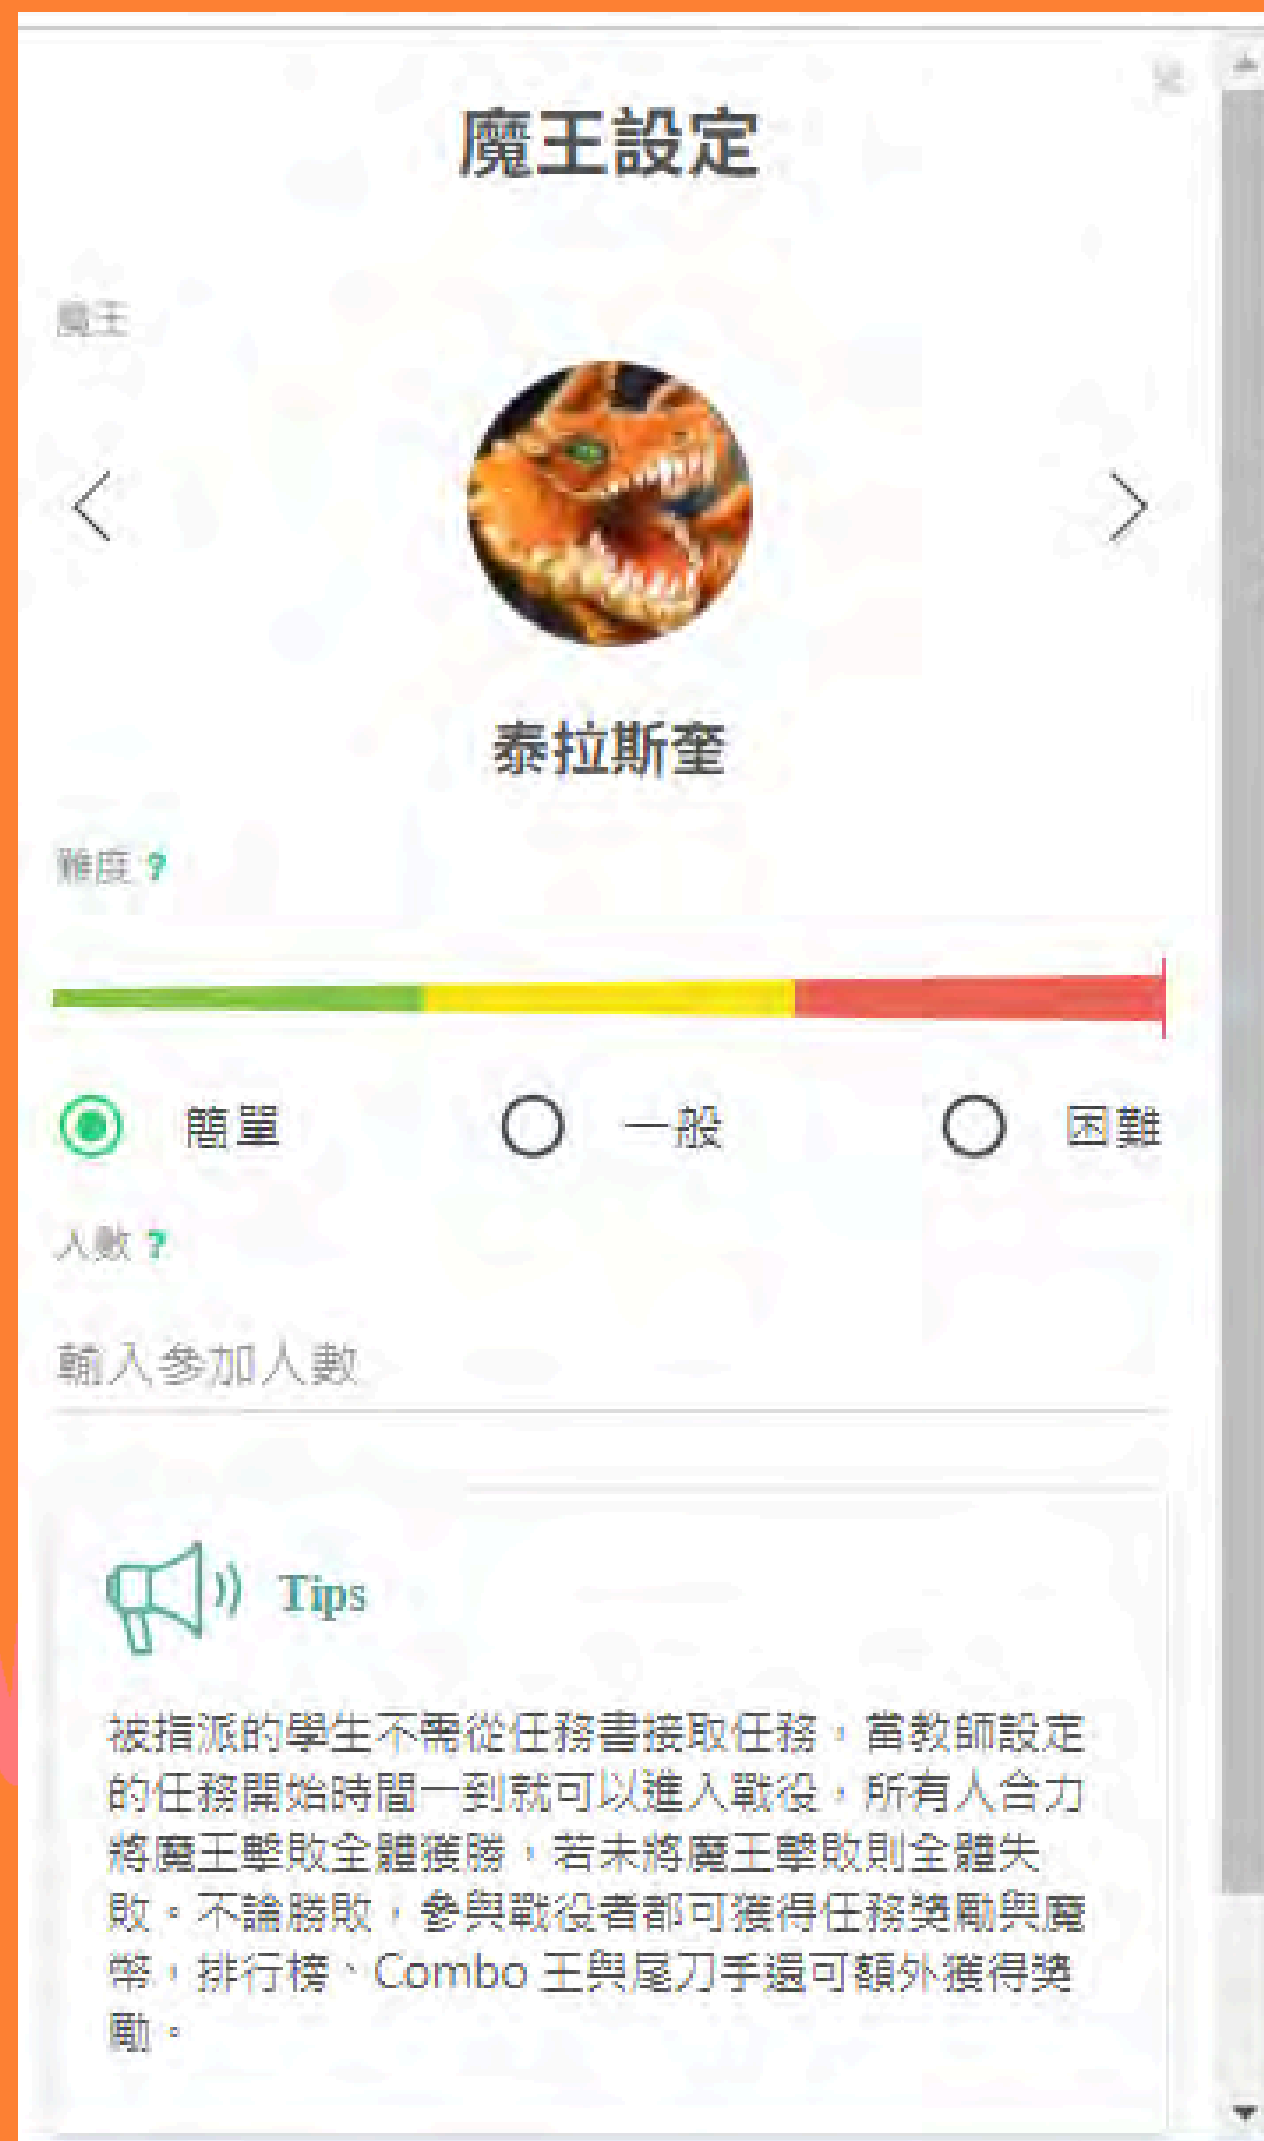 魔王設定
魔王
泰拉斯奎
難度 ?
簡單 一般 困難
人數 ?
輸入參加人數
Tips
被指派的學生不需從任務書接取任務，當教師設定
的任務開始時間一到就可以進入戰役，所有人合力
將魔王擊敗全體獲勝，若未將魔王擊敗則全體失
敗。不論勝敗，參與戰役者都可獲得任務獎勵與魔
幣，排行榜、Combo 王與尾刀手還可額外獲得獎
勵。